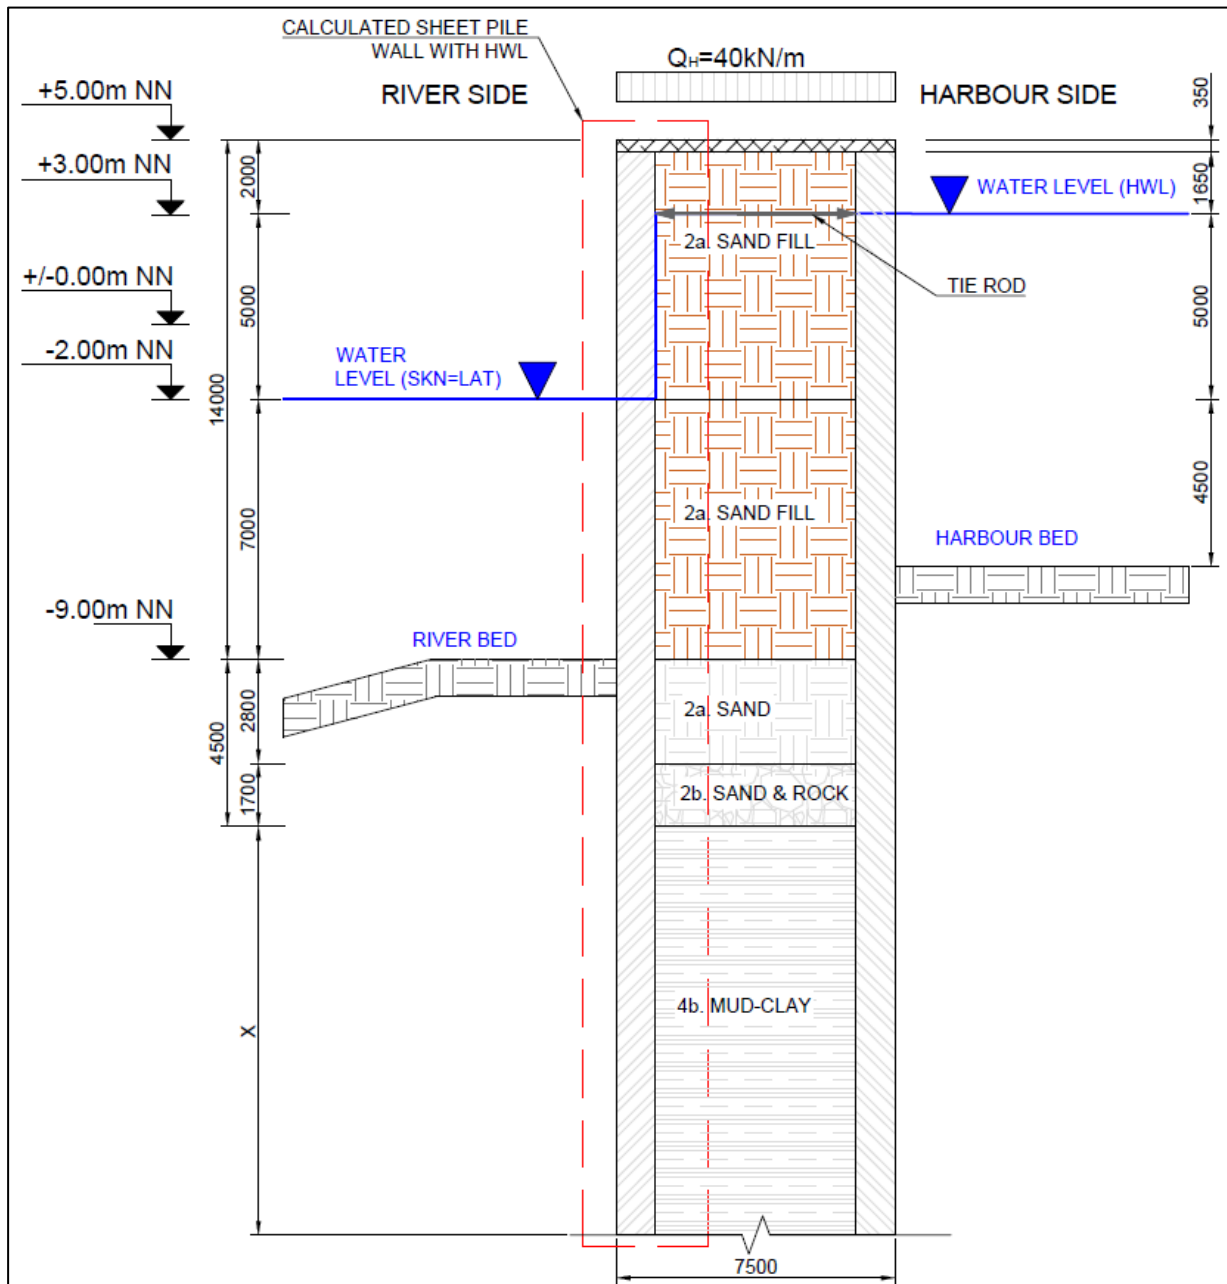 CALCULATED SHEET PILE
WALL WITH HWL
QH=40kN/m
+5.00m NN
RIVER SIDE
HARBOUR SIDE
350
+3.00m NN
2000
WATER LEVEL (HWL)
1650
2a. SAND FILL
+/-0.00m NN
TIE ROD
5000
5000
-2.00m NN
WATER
LEVEL (SKN=LAT)
14000
4500
7000
2a. SAND FILL
HARBOUR BED
-9.00m NN
RIVER BED
2800
2a. SAND
4500
1700
2b. SAND & ROCK
4b. MUD-CLAY
X
7500